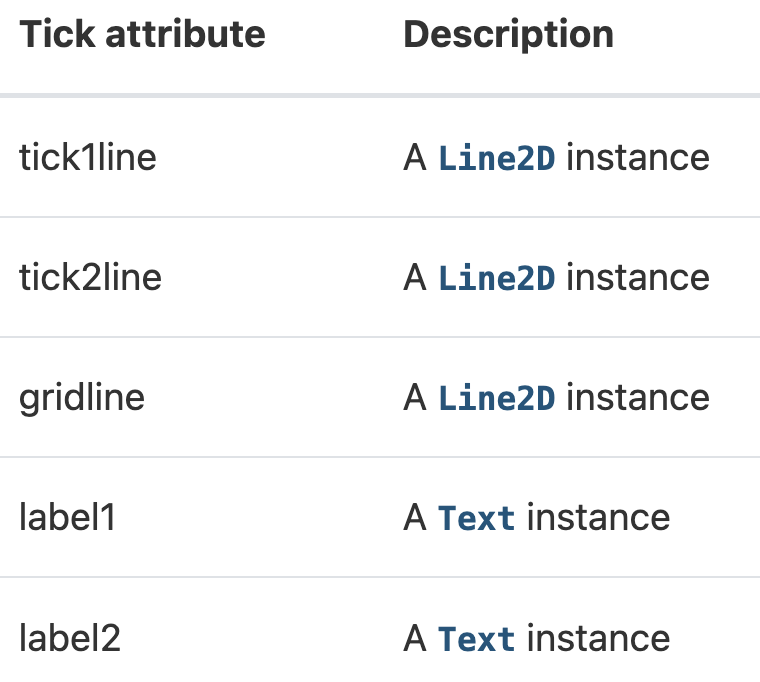 Tick attribute Description
tick1line A Line2D instance
tick2line A Line2D instance
gridline A Line2D instance
label1 A Text instance
label2 A Text instance